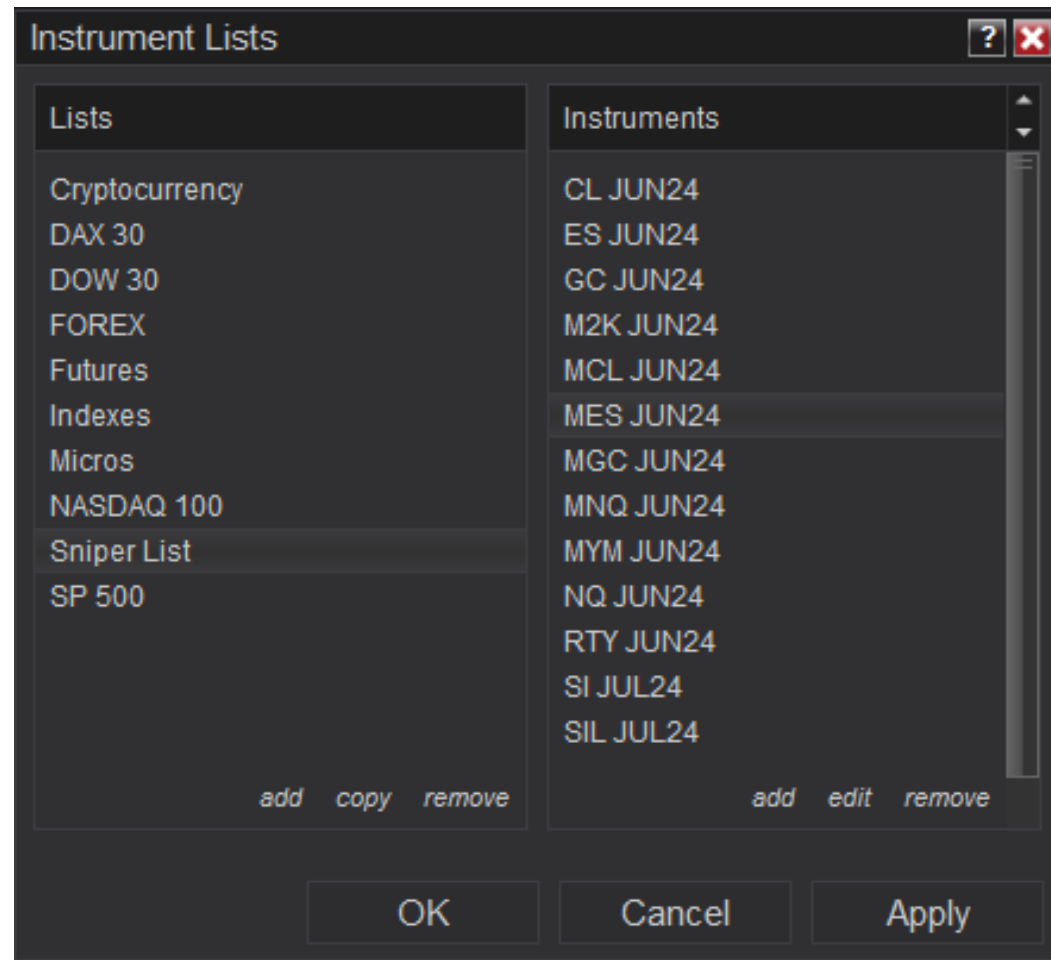 Instrument Lists
?
Lists
Cryptocurrency
DAX 30
DOW 30
FOREX
Futures
Indexes
Micros
NASDAQ 100
Sniper List
SP 500
add copy remove
Instruments
CL JUN24
ES JUN24
GC JUN24
M2K JUN24
MCL JUN24
MES JUN24
MGC JUN24
MNQ JUN24
MYM JUN24
NQ JUN24
RTY JUN24
SI JUL24
SIL JUL24
add edit remove
OK Cancel Apply